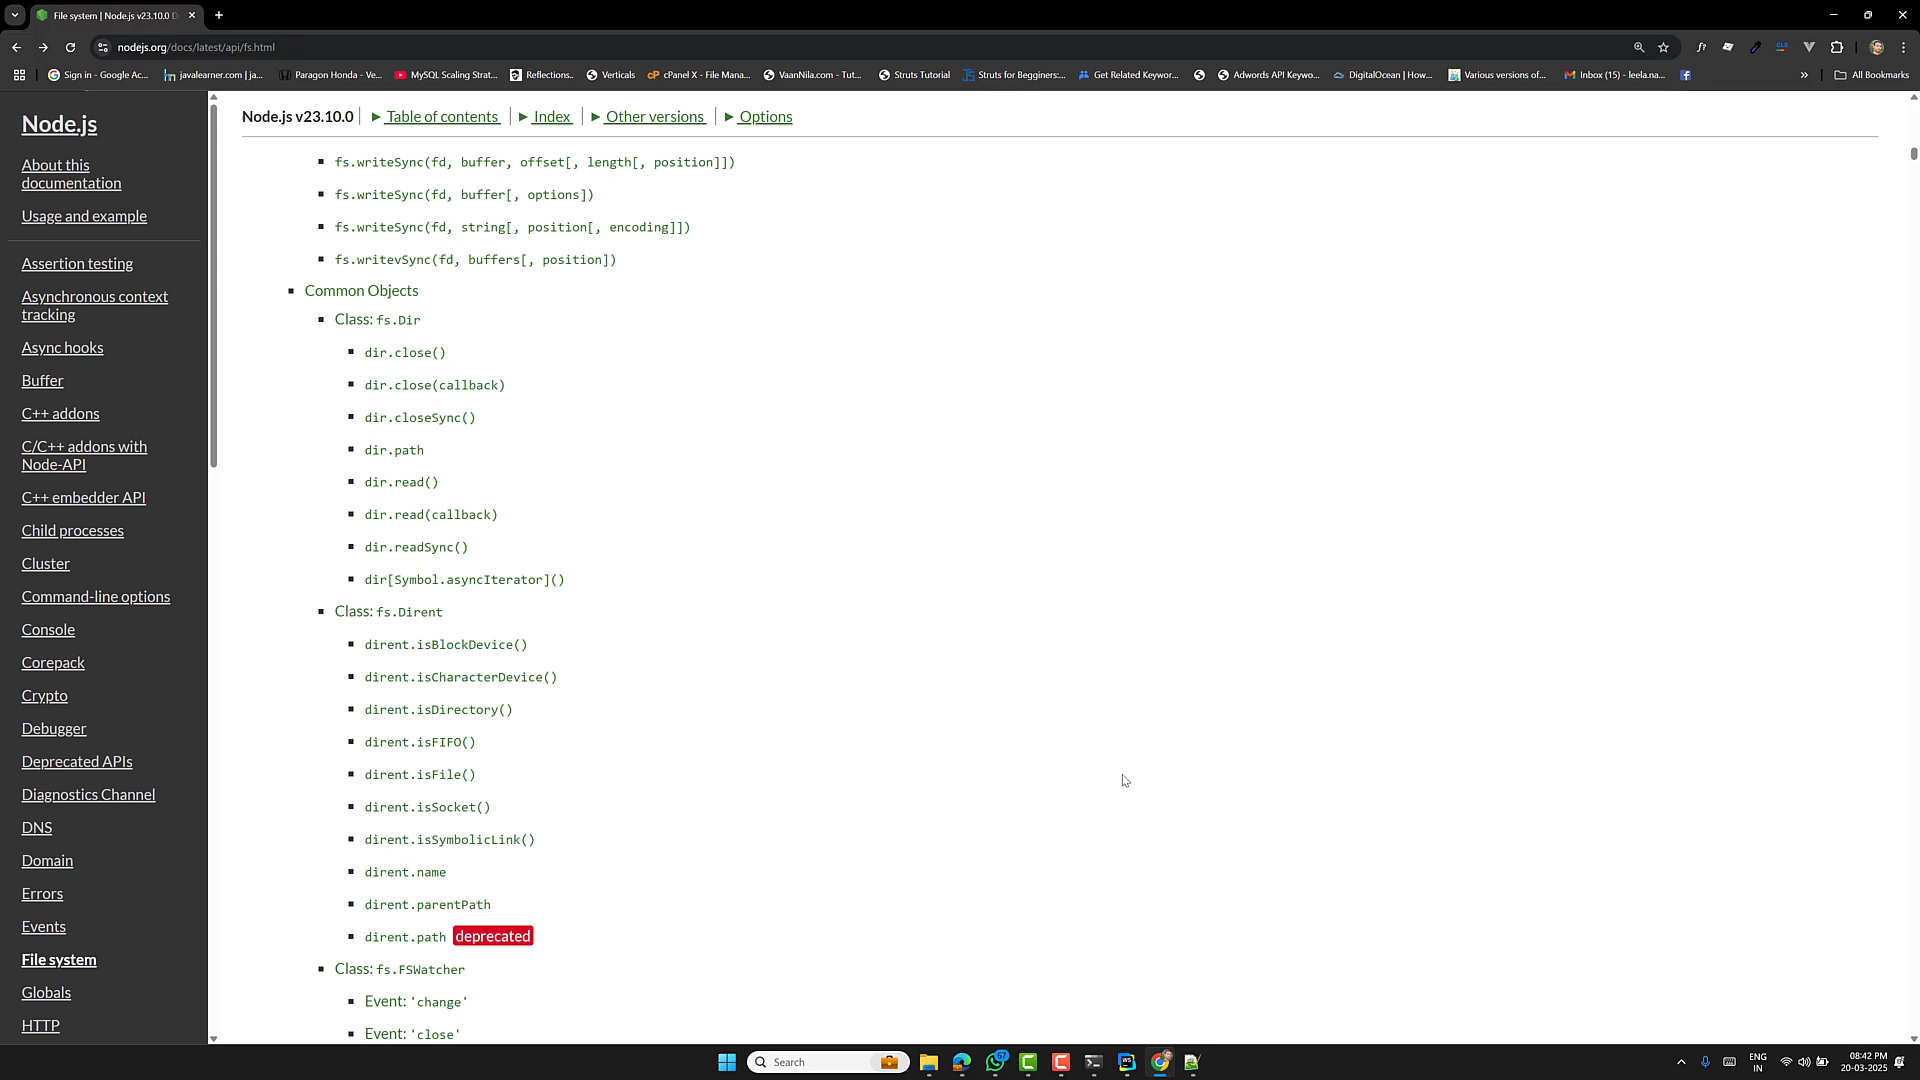 File system | Node.js v23.10.0 D
nodejs.org/docs/latest/api/fs.html
Sign in - Google Ac...
javalearner.com | ja...
Paragon Honda - Ve...
MySQL Scaling Strat...
Reflections..
Verticals
cPanel X - File Mana...
VaanNila.com - Tut...
Struts Tutorial
Struts for Begginers:...
Get Related Keywor...
Adwords API Keywo...
DigitalOcean | How...
Various versions of...
Inbox (15) - leela.na...
»
All Bookmarks
Node.js
About this
documentation
Usage and example
Assertion testing
Asynchronous context
tracking
Async hooks
Buffer
C++ addons
C/C++ addons with
Node-API
C++ embedder API
Child processes
Cluster
Command-line options
Console
Corepack
Crypto
Debugger
Deprecated APIs
Diagnostics Channel
DNS
Domain
Errors
Events
File system
Globals
HTTP
Node.js v23.10.0 ► Table of contents ► Index ► Other versions ► Options
fs.writeSync(fd, buffer, offset[, length[, position]])
fs.writeSync(fd, buffer[, options])
fs.writeSync(fd, string[, position[, encoding]])
fs.writevSync(fd, buffers[, position])
Common Objects
Class: fs.Dir
dir.close()
dir.close(callback)
dir.closeSync()
dir.path
dir.read()
dir.read(callback)
dir.readSync()
dir[Symbol.asyncIterator]()
Class: fs.Dirent
dirent.isBlockDevice()
dirent.isCharacterDevice()
dirent.isDirectory()
dirent.isFIFO()
dirent.isFile()
dirent.isSocket()
dirent.isSymbolicLink()
dirent.name
dirent.parentPath
dirent.path deprecated
Class: fs.FSWatcher
Event: 'change'
Event: 'close'
Search
67
ENG
IN
08:42 PM
20-03-2025